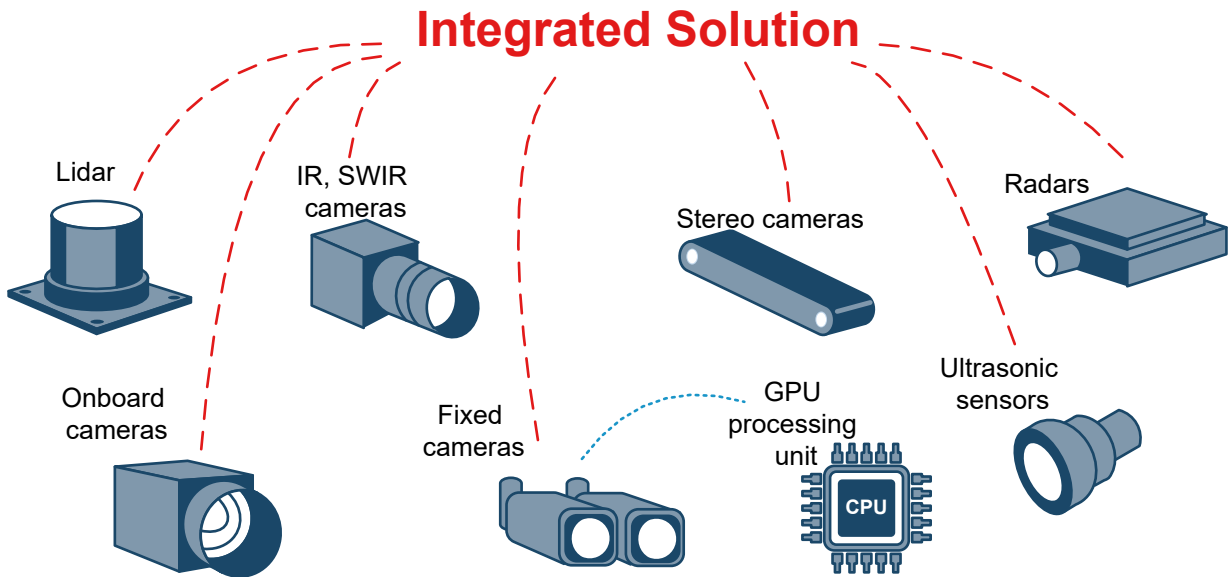 Integrated Solution
Lidar
IR, SWIR
cameras
Stereo cameras
Radars
Onboard
cameras
Fixed
cameras
GPU
processing
unit
CPU
Ultrasonic
sensors